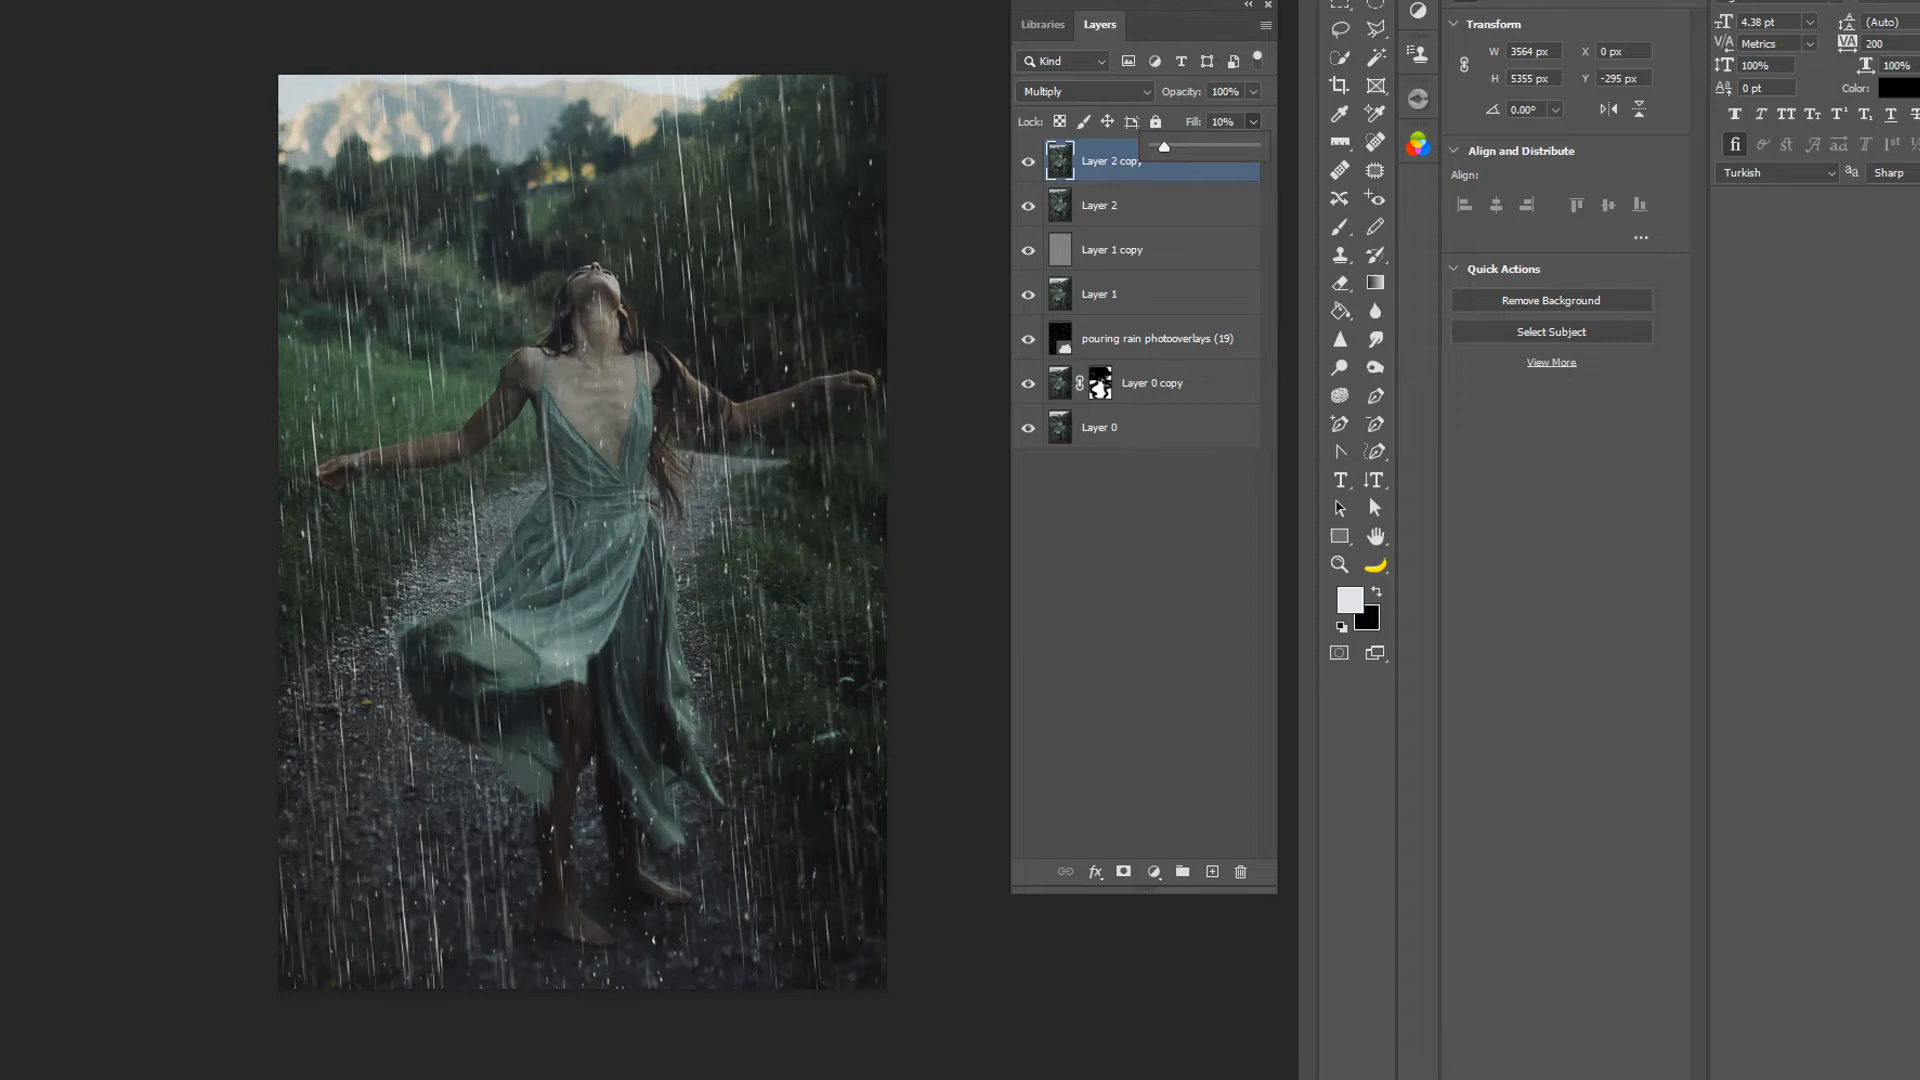 Libraries
Layers
Kind
Multiply
Opacity: 100%
Lock:
Fill: 10%
Layer 2 copy
Layer 2
Layer 1 copy
Layer 1
pouring rain photooverlays (19)
Layer 0 copy
Layer 0
Transform
W 3564 px X 0 px
H 5355 px Y -295 px
0.00°
Align and Distribute
Align:
Quick Actions
Remove Background
Select Subject
View More
4.38 pt (Auto)
Metrics 200
100% 100%
0 pt Color:
fi
Turkish Sharp